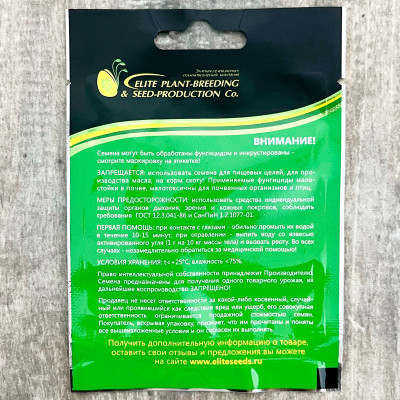 Элитная селекционно-
семеноводческая компания
ELITE PLANT-BREEDING
& SEED-PRODUCTION Co.
ВНИМАНИЕ!
Семена могут быть обработаны фунгицидом и инкрустированы -
смотрите маркировку на этикетке!
ЗАПРЕЩАЕТСЯ: использовать семена для пищевых целей, для про-
изводства масла, на корм скоту! Применяемые фунгициды мало-
стойки в почве, малотоксичны для почвенных организмов и птиц.
МЕРЫ ПРЕДОСТОРОЖНОСТИ: использовать средства индивидуальной
защиты органов дыхания, зрения и кожных покровов, соблюдать
требования ГОСТ 12.3.041-86 и СанПиН 1.2.1077-01.
ПЕРВАЯ ПОМОЩЬ: при контакте с глазами - обильно промыть их водой
в течение 10-15 минут; при отравлении - выпить воду со взвесью
активированного угля (1 г на 10 кг массы тела) и вызвать рвоту. Во всех
случаях - незамедлительно обратиться за медицинской помощью!
УСЛОВИЯ ХРАНЕНИЯ: t<+25°С; влажность <75%.
Право интеллектуальной собственности принадлежит Производителю.
Семена предназначены для получения одного товарного урожая, их
дальнейшее воспроизводство ЗАПРЕЩЕНО!
Продавец не несет ответственности за какой-либо косвенный, случай-
ный или проявившийся как следствие вред или ущерб, его совокупная
ответственность ограничивается продажной стоимостью семян.
Покупатель, вскрывая упаковку, признает, что им прочитаны и поняты
все вышеизложенные условия и он согласен их выполнять.
Получить дополнительную информацию о товаре,
оставить свои отзывы и предложения вы можете
на сайте www.eliteseeds.ru